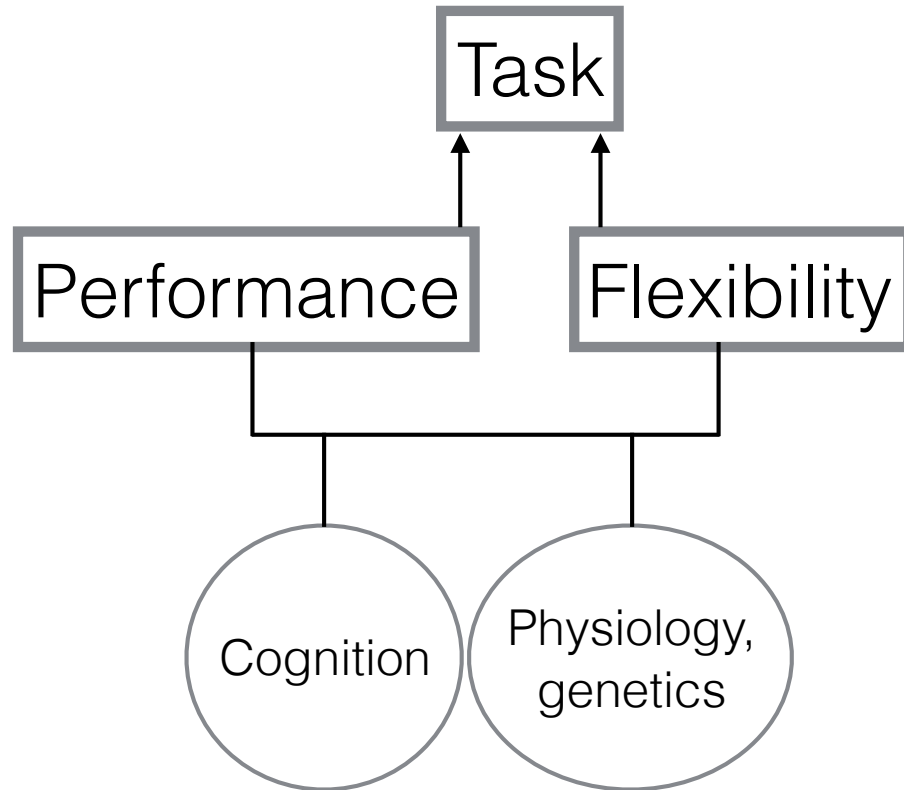 Task
Performance
Flexibility
Cognition
Physiology,
genetics